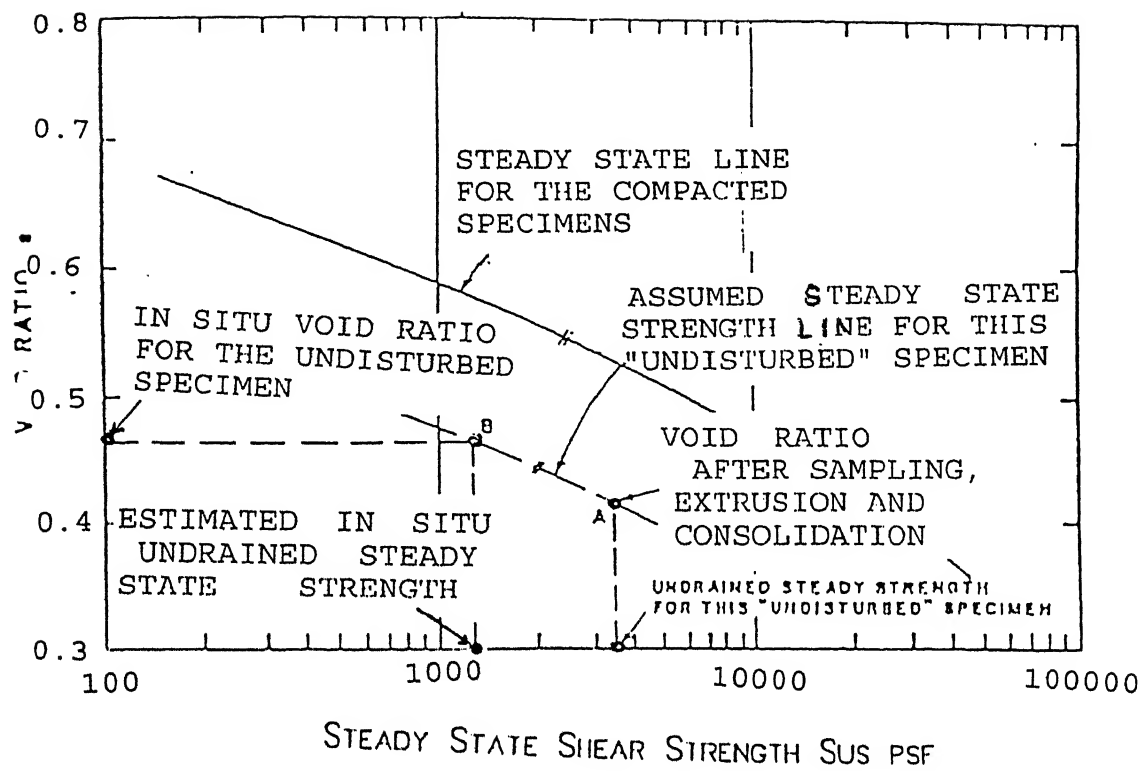 0.8
0.7
0.6
0.5
0.4
0.3
RATIO
STEADY STATE LINE
FOR THE COMPACTED
SPECIMENS
IN SITU VOID RATIO
FOR THE UNDISTURBED
SPECIMEN
ASSUMED STEADY STATE
STRENGTH LINE FOR THIS
"UNDISTURBED" SPECIMEN
B
VOID RATIO
AFTER SAMPLING,
EXTRUSION AND
CONSOLIDATION
A
ESTIMATED IN SITU
UNDRAINED STEADY
STATE STRENGTH
UNDRAINED STEADY STRENGTH
FOR THIS "UNDISTURBED" SPECIMEN
100 1000 10000 100000
STEADY STATE SHEAR STRENGTH SUS PSF